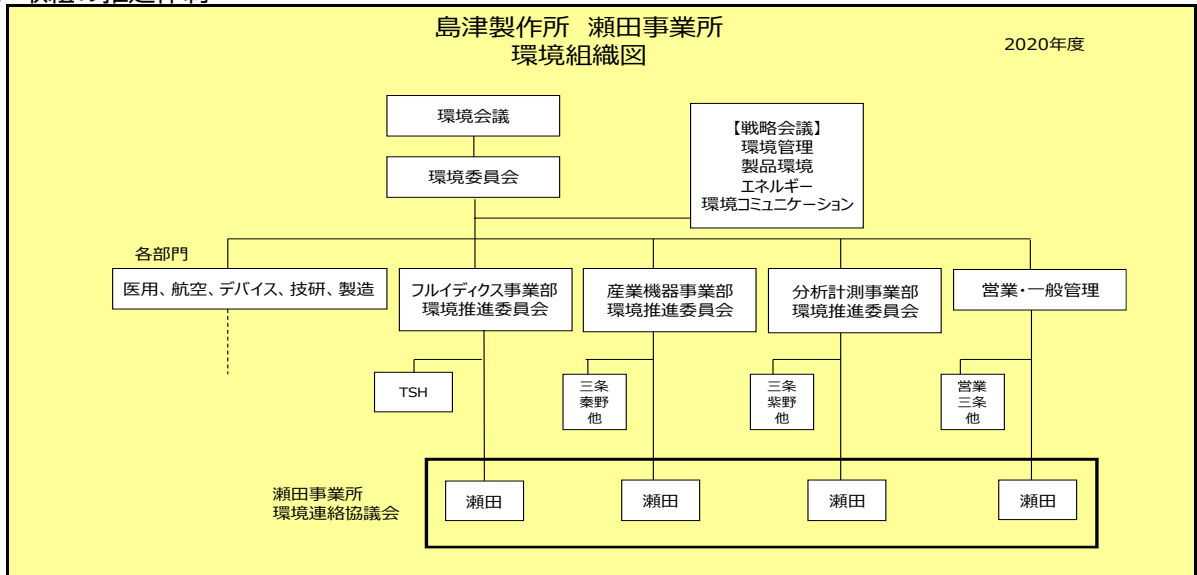 島津製作所 瀬田事業所
環境組織図
2020年度
環境会議
環境委員会
【戦略会議】
環境管理
製品環境
エネルギー
環境コミュニケーション
各部門
医用、航空、デバイス、技研、製造
フルイディクス事業部
環境推進委員会
産業機器事業部
環境推進委員会
分析計測事業部
環境推進委員会
営業・一般管理
TSH
三条
秦野
他
三条
紫野
他
営業
三条
他
瀬田事業所
環境連絡協議会
瀬田
瀬田
瀬田
瀬田